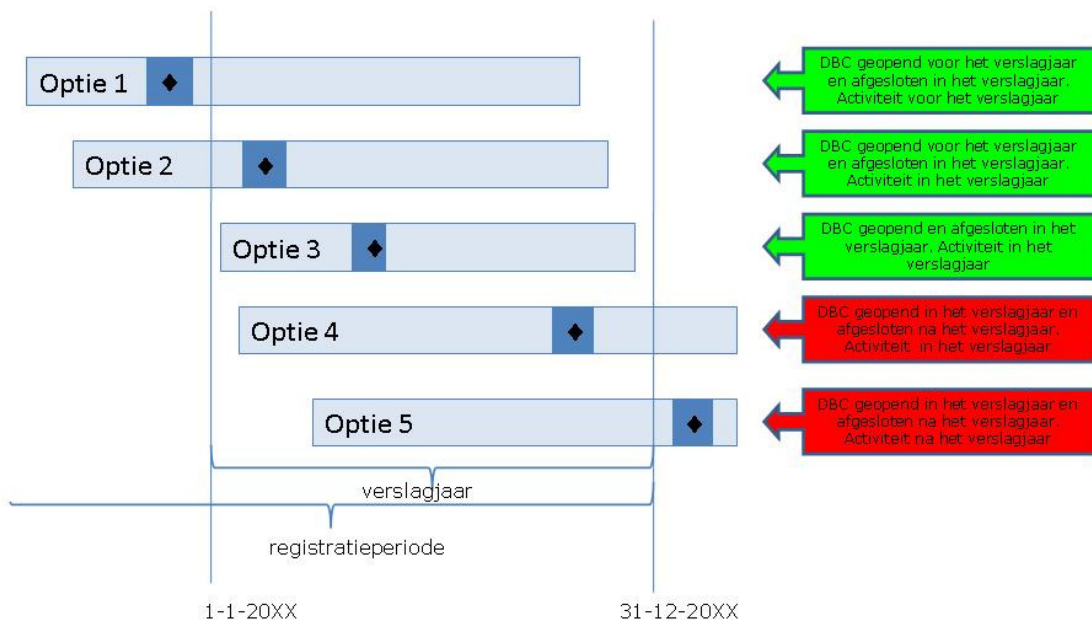 Optie 1
DBC geopend voor het verslagjaar
en afgesloten in het verslagjaar.
Activiteit voor het verslagjaar
Optie 2
DBC geopend voor het verslagjaar
en afgesloten in het verslagjaar.
Activiteit in het verslagjaar
Optie 3
DBC geopend en afgesloten in het
verslagjaar. Activiteit in het
verslagjaar
Optie 4
DBC geopend in het verslagjaar en
afgesloten na het verslagjaar.
Activiteit in het verslagjaar
Optie 5
DBC geopend in het verslagjaar en
afgesloten na het verslagjaar.
Activiteit na het verslagjaar
verslagjaar
registratieperiode
1-1-20XX
31-12-20XX